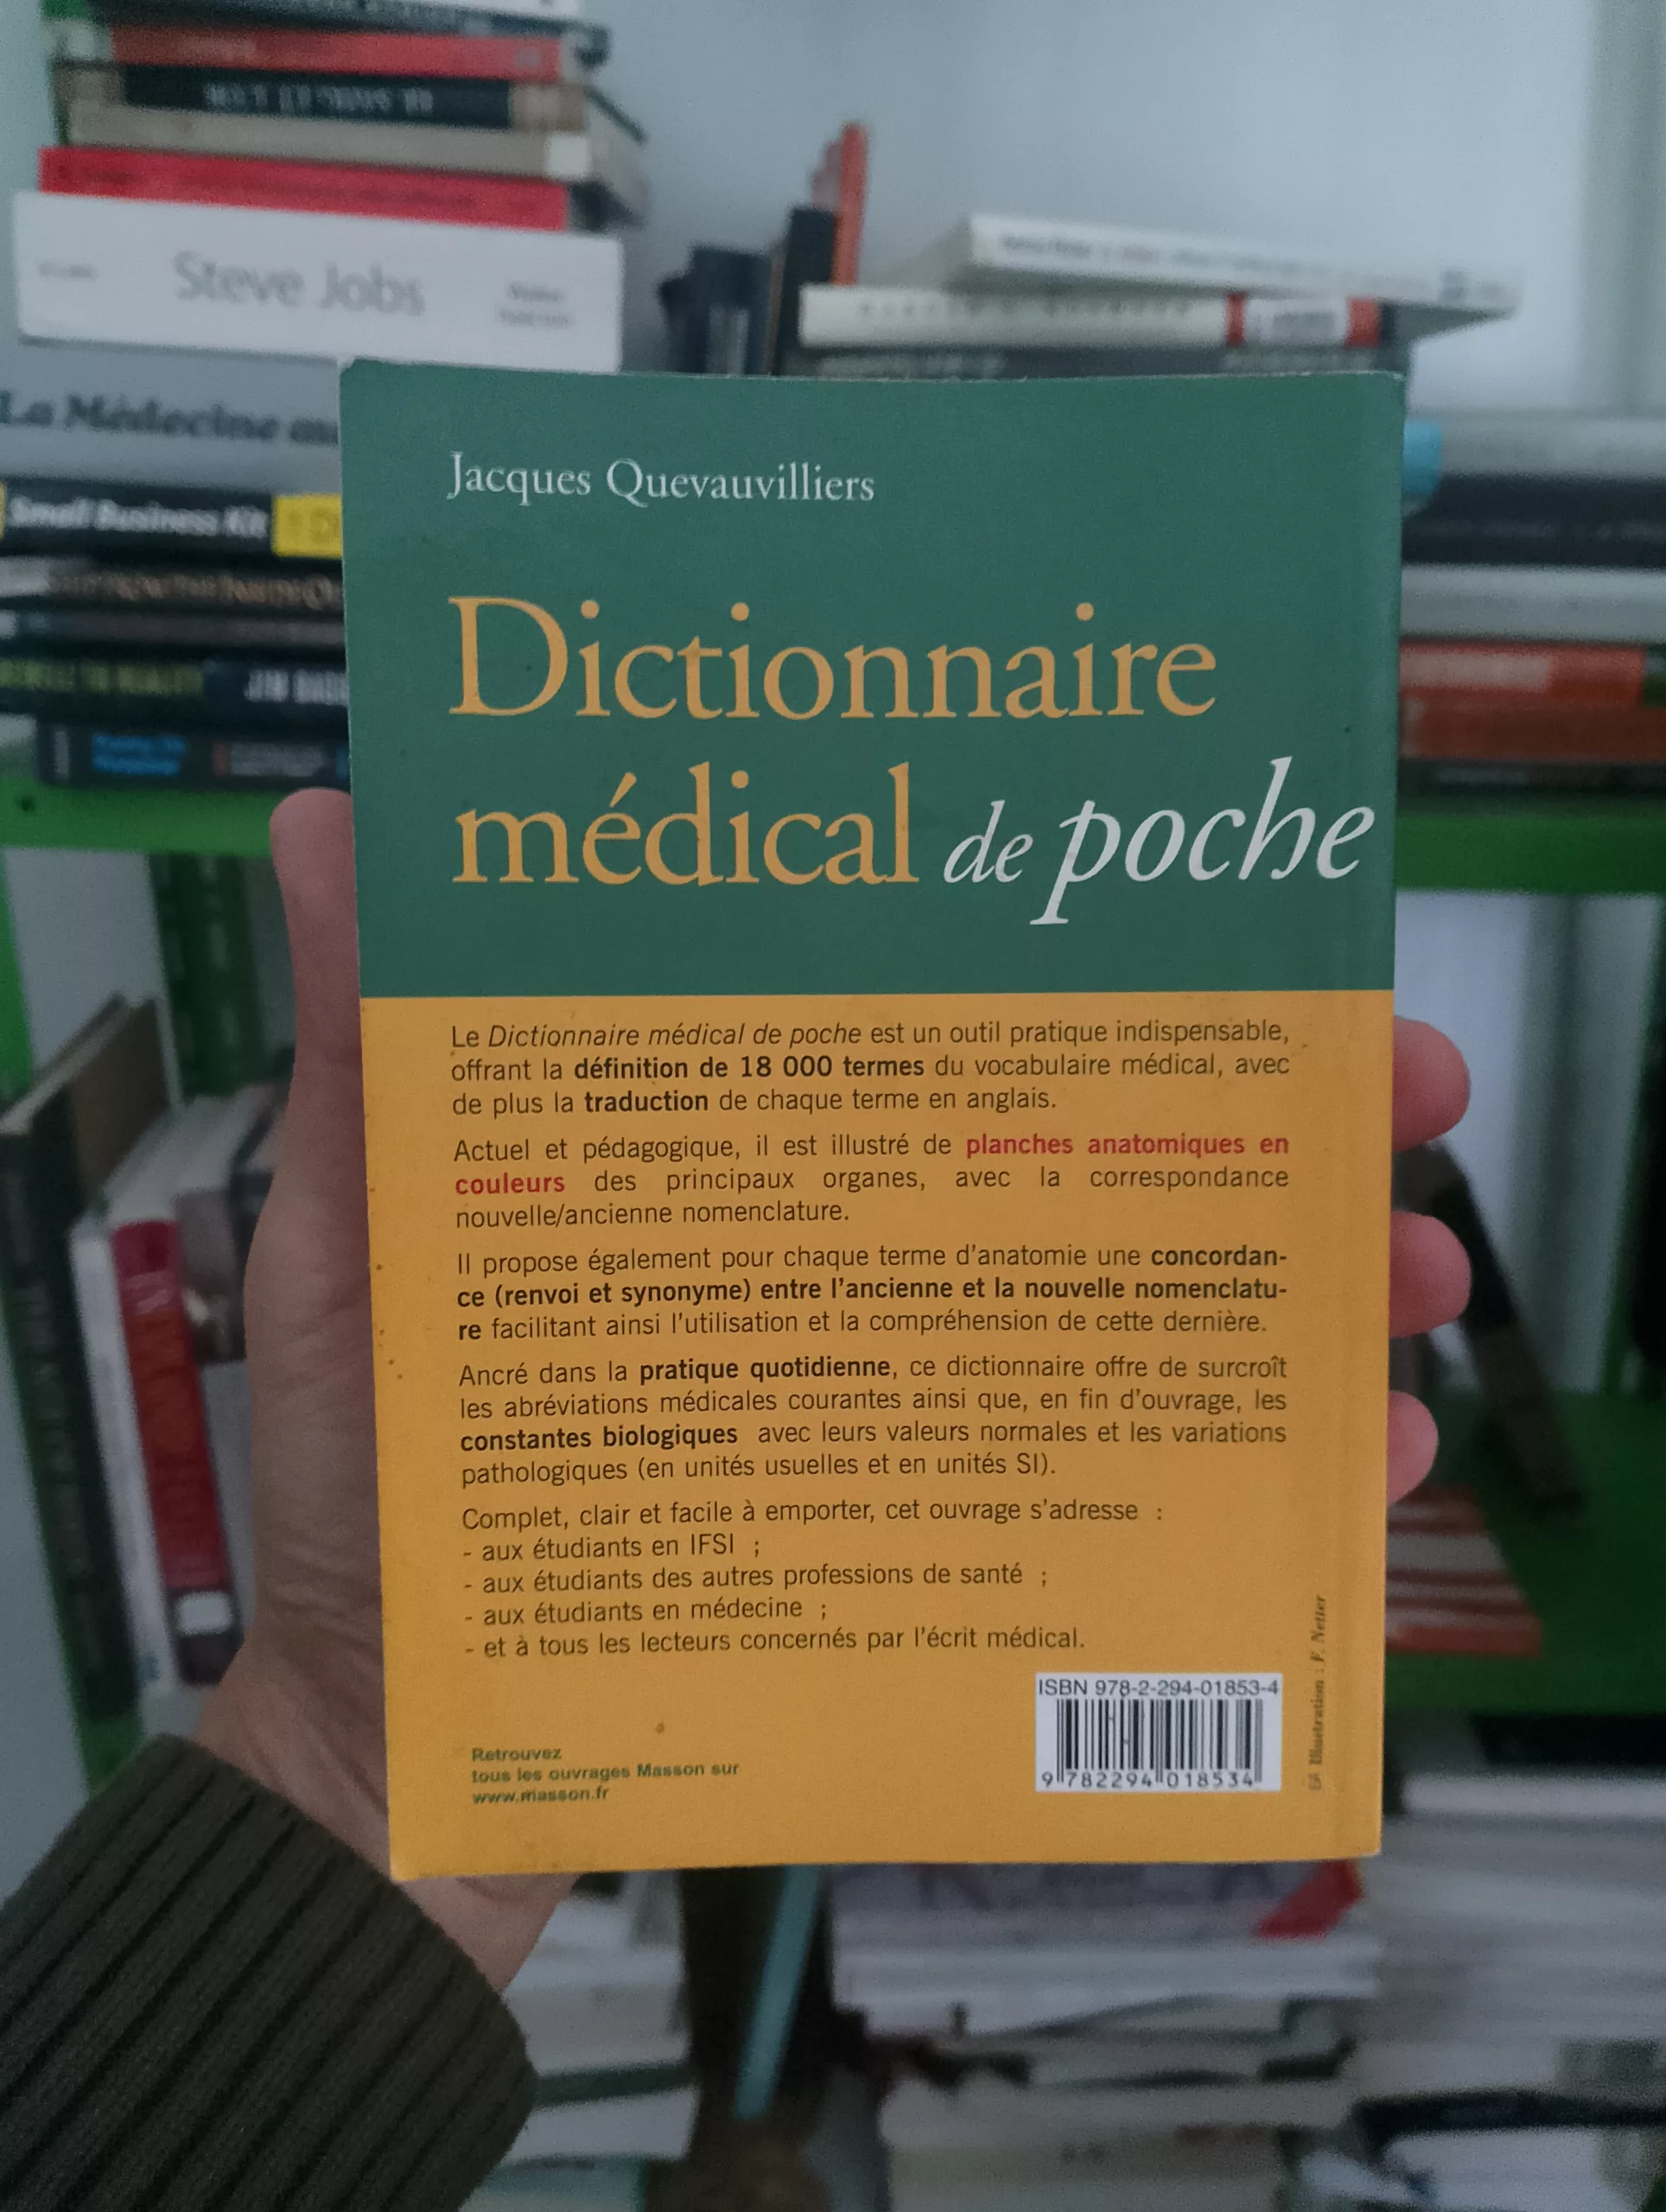 Steve Jobs
La Médecine
Small Business Kit
Jacques Quevauvilliers
Dictionnaire
médical de poche
Le Dictionnaire médical de poche est un outil pratique indispensable,
offrant la définition de 18 000 termes du vocabulaire médical, avec
de plus la traduction de chaque terme en anglais.
Actuel et pédagogique, il est illustré de planches anatomiques en
couleurs des principaux organes, avec la correspondance
nouvelle/ancienne nomenclature.
Il propose également pour chaque terme d'anatomie une concordan-
ce (renvoi et synonyme) entre l'ancienne et la nouvelle nomenclatu-
re facilitant ainsi l'utilisation et la compréhension de cette dernière.
Ancré dans la pratique quotidienne, ce dictionnaire offre de surcroît
les abréviations médicales courantes ainsi que, en fin d'ouvrage, les
constantes biologiques avec leurs valeurs normales et les variations
pathologiques (en unités usuelles et en unités SI).
Complet, clair et facile à emporter, cet ouvrage s'adresse :
- aux étudiants en IFSI ;
- aux étudiants des autres professions de santé ;
- aux étudiants en médecine ;
- et à tous les lecteurs concernés par l'écrit médical.
ISBN 978-2-294-01853-4
9 782294 018534
Retrouvez
tous les ouvrages Masson sur
www.masson.fr
Illustration : F. Netter